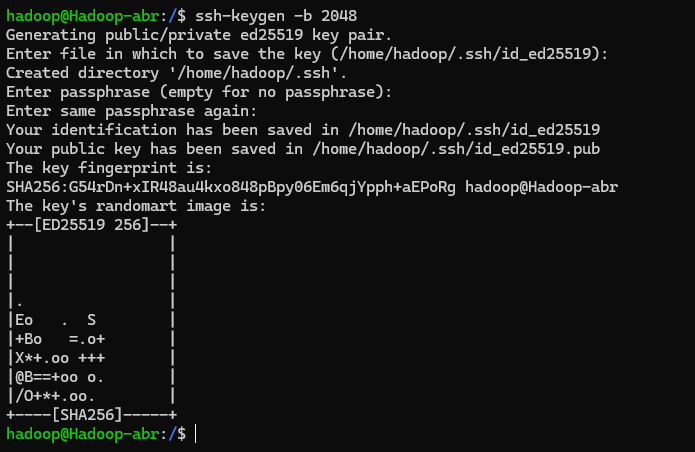 hadoop@Hadoop-abr:/$ ssh-keygen -b 2048
Generating public/private ed25519 key pair.
Enter file in which to save the key (/home/hadoop/.ssh/id_ed25519):
Created directory '/home/hadoop/.ssh'.
Enter passphrase (empty for no passphrase):
Enter same passphrase again:
Your identification has been saved in /home/hadoop/.ssh/id_ed25519
Your public key has been saved in /home/hadoop/.ssh/id_ed25519.pub
The key fingerprint is:
SHA256:G54rDn+xIR48au4kxo848pBpy06Em6qjYpph+aEPoRg hadoop@Hadoop-abr
The key's randomart image is:
+--[ED25519 256]--+
|                 |
|                 |
|                 |
|.                |
|Eo   .  S        |
|+Bo   =.o+       |
|X*+.oo +++       |
|@B==+oo o.       |
|/O+*+.oo.        |
+----[SHA256]-----+
hadoop@Hadoop-abr:/$